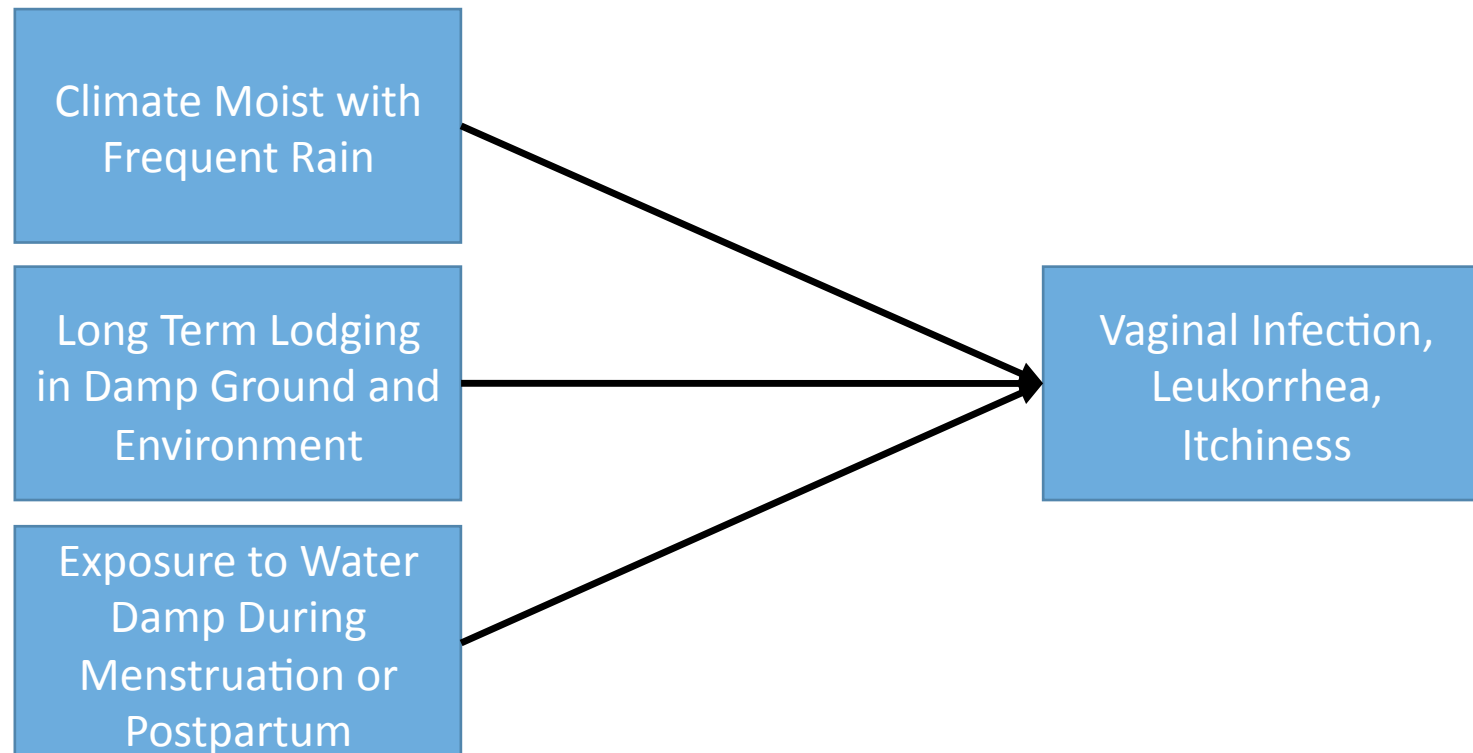 Climate Moist with
Frequent Rain
Long Term Lodging
in Damp Ground and
Environment
Vaginal Infection,
Leukorrhea,
Itchiness
Exposure to Water
Damp During
Menstruation or
Postpartum